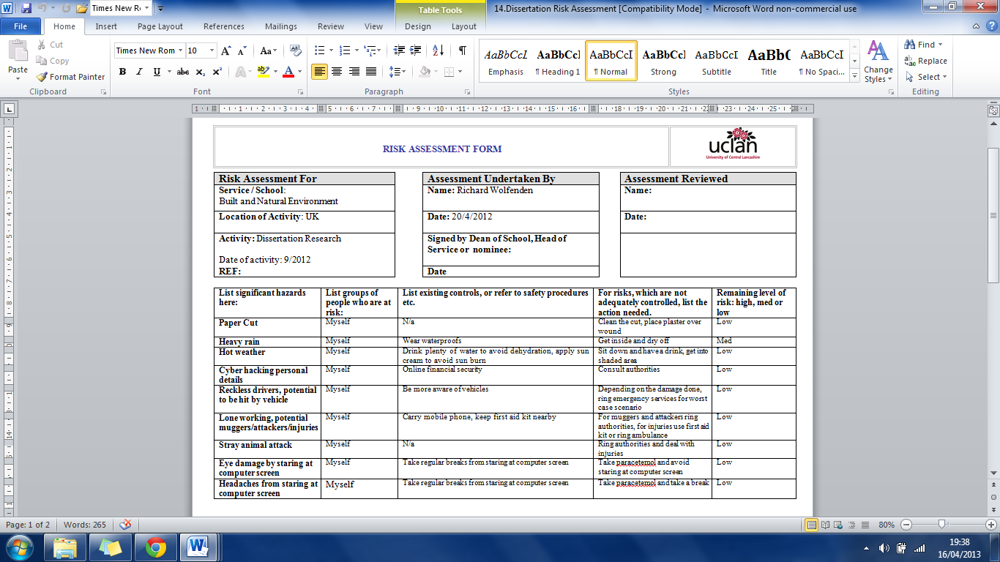 14.Dissertation Risk Assessment [Compatibility Mode] - Microsoft Word non-commercial use
Times New Ro
Table Tools
File Home Insert Page Layout References Mailings Review View Design Layout
Paste
Cut
Copy
Format Painter
Clipboard
Times New Rom 10
Font
Paragraph
AaBbCcI AaBbCc AaBbCcI AaBbCcI AaBbCcI AaBb( AaBbCcI
Emphasis ¶ Heading 1 ¶ Normal Strong Subtitle Title ¶ No Spaci...
Change Styles
Styles
Find
Replace
Select
Editing
RISK ASSESSMENT FORM
uclan
University of Central Lancashire
Risk Assessment For
Service / School:
Built and Natural Environment
Location of Activity: UK
Activity: Dissertation Research
Date of activity: 9/2012
REF:
Assessment Undertaken By
Name: Richard Wolfenden
Date: 20/4/2012
Signed by Dean of School, Head of
Service or nominee:
Date
Assessment Reviewed
Name:
Date:
List significant hazards
here:
List groups of
people who are at
risk:
List existing controls, or refer to safety procedures
etc.
For risks, which are not
adequately controlled, list the
action needed.
Remaining level of
risk: high, med or
low
Paper Cut
Myself
N/a
Clean the cut, place plaster over
wound
Low
Heavy rain
Myself
Wear waterproofs
Get inside and dry off
Med
Hot weather
Myself
Drink plenty of water to avoid dehydration, apply sun
cream to avoid sun burn
Sit down and have a drink, get into
shaded area
Low
Cyber hacking personal
details
Myself
Online financial security
Consult authorities
Low
Reckless drivers, potential
to be hit by vehicle
Myself
Be more aware of vehicles
Depending on the damage done,
ring emergency services for worst
case scenario
Low
Lone working, potential
muggers/attackers/injuries
Myself
Carry mobile phone, keep first aid kit nearby
For muggers and attackers ring
authorities, for injuries use first aid
kit or ring ambulance
Low
Stray animal attack
Myself
N/a
Ring authorities and deal with
injuries
Low
Eye damage by staring at
computer screen
Myself
Take regular breaks from staring at computer screen
Take paracetemol and avoid
staring at computer screen
Low
Headaches from staring at
computer screen
Myself
Take regular breaks from staring at computer screen
Take paracetemol and take a break
Low
Page: 1 of 2 Words: 265
80%
19:38
16/04/2013